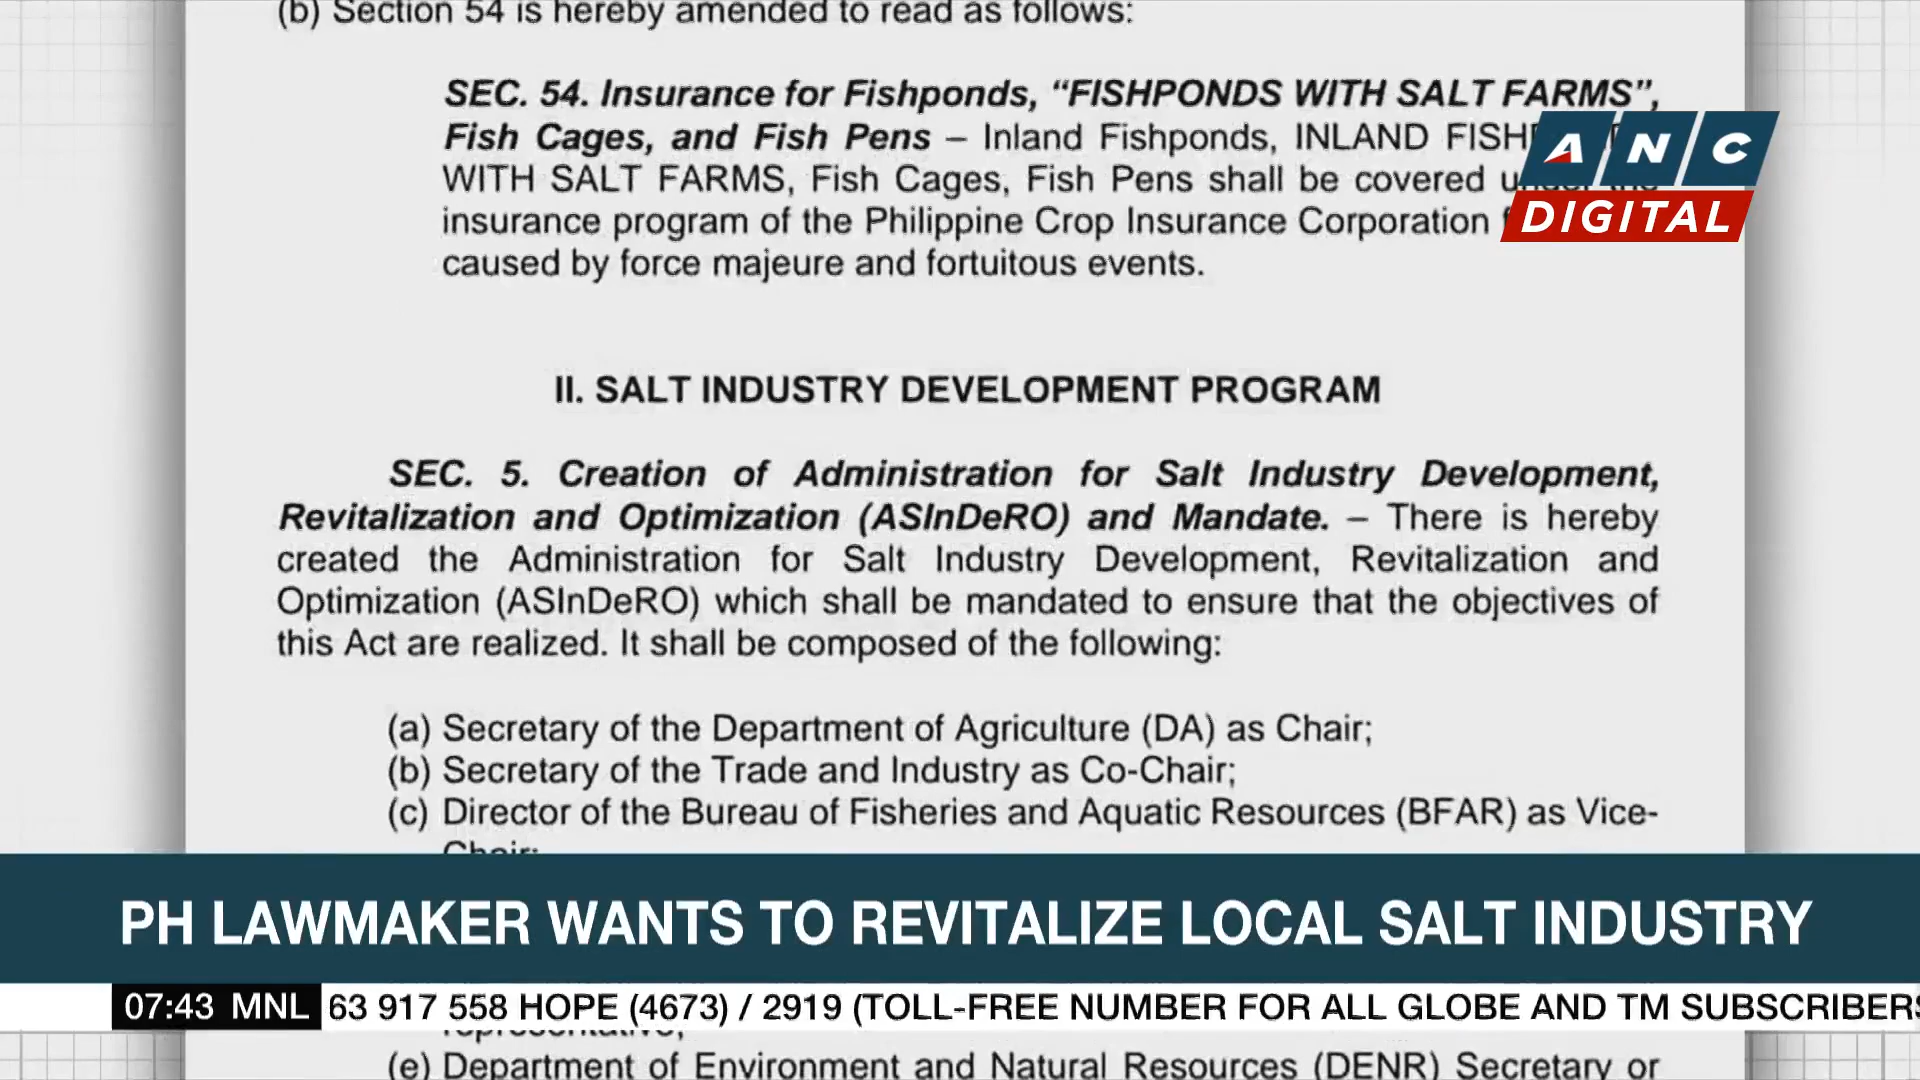 (b) Section 54 is hereby amended to read as follows:
SEC. 54. Insurance for Fishponds, “FISHPONDS WITH SALT FARMS”,
Fish Cages, and Fish Pens – Inland Fishponds, INLAND
WITH SALT FARMS, Fish Cages, Fish Pens shall be covered
insurance program of the Philippine Crop Insurance Corporation
caused by force majeure and fortuitous events.
ANC
DIGITAL
II. SALT INDUSTRY DEVELOPMENT PROGRAM
SEC. 5. Creation of Administration for Salt Industry Development,
Revitalization and Optimization (ASInDeRO) and Mandate. – There is hereby
created the Administration for Salt Industry Development, Revitalization and
Optimization (ASInDeRO) which shall be mandated to ensure that the objectives of
this Act are realized. It shall be composed of the following:
(a) Secretary of the Department of Agriculture (DA) as Chair;
(b) Secretary of the Trade and Industry as Co-Chair;
(c) Director of the Bureau of Fisheries and Aquatic Resources (BFAR) as Vice-
Chair;
PH LAWMAKER WANTS TO REVITALIZE LOCAL SALT INDUSTRY
07:43 MNL 63 917 558 HOPE (4673) / 2919 (TOLL-FREE NUMBER FOR ALL GLOBE AND TM SUBSCRIBERS
representative;
(e) Department of Environment and Natural Resources (DENR) Secretary or